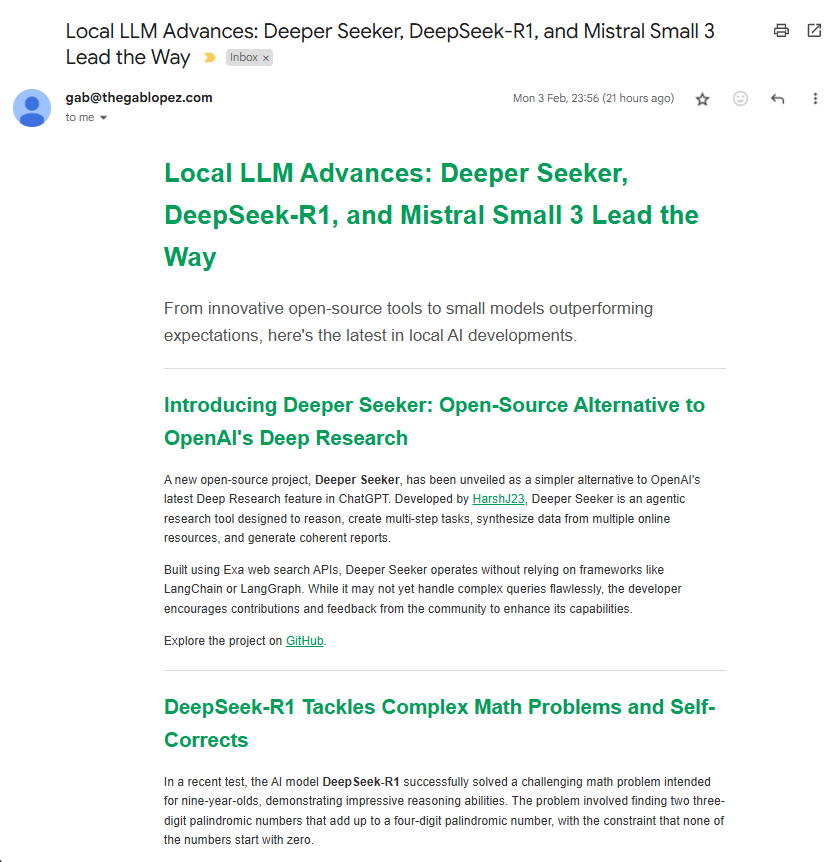 Local LLM Advances: Deeper Seeker, DeepSeek-R1, and Mistral Small 3
Lead the Way
Inbox ×
gab@thegablopez.com
Mon 3 Feb, 23:56 (21 hours ago)
to me
Local LLM Advances: Deeper Seeker,
DeepSeek-R1, and Mistral Small 3 Lead the
Way
From innovative open-source tools to small models outperforming
expectations, here's the latest in local AI developments.
Introducing Deeper Seeker: Open-Source Alternative to
OpenAI's Deep Research
A new open-source project, Deeper Seeker, has been unveiled as a simpler alternative to OpenAI's
latest Deep Research feature in ChatGPT. Developed by HarshJ23, Deeper Seeker is an agentic
research tool designed to reason, create multi-step tasks, synthesize data from multiple online
resources, and generate coherent reports.
Built using Exa web search APIs, Deeper Seeker operates without relying on frameworks like
LangChain or LangGraph. While it may not yet handle complex queries flawlessly, the developer
encourages contributions and feedback from the community to enhance its capabilities.
Explore the project on GitHub.
DeepSeek-R1 Tackles Complex Math Problems and Self-
Corrects
In a recent test, the AI model DeepSeek-R1 successfully solved a challenging math problem intended
for nine-year-olds, demonstrating impressive reasoning abilities. The problem involved finding two three-
digit palindromic numbers that add up to a four-digit palindromic number, with the constraint that none of
the numbers start with zero.